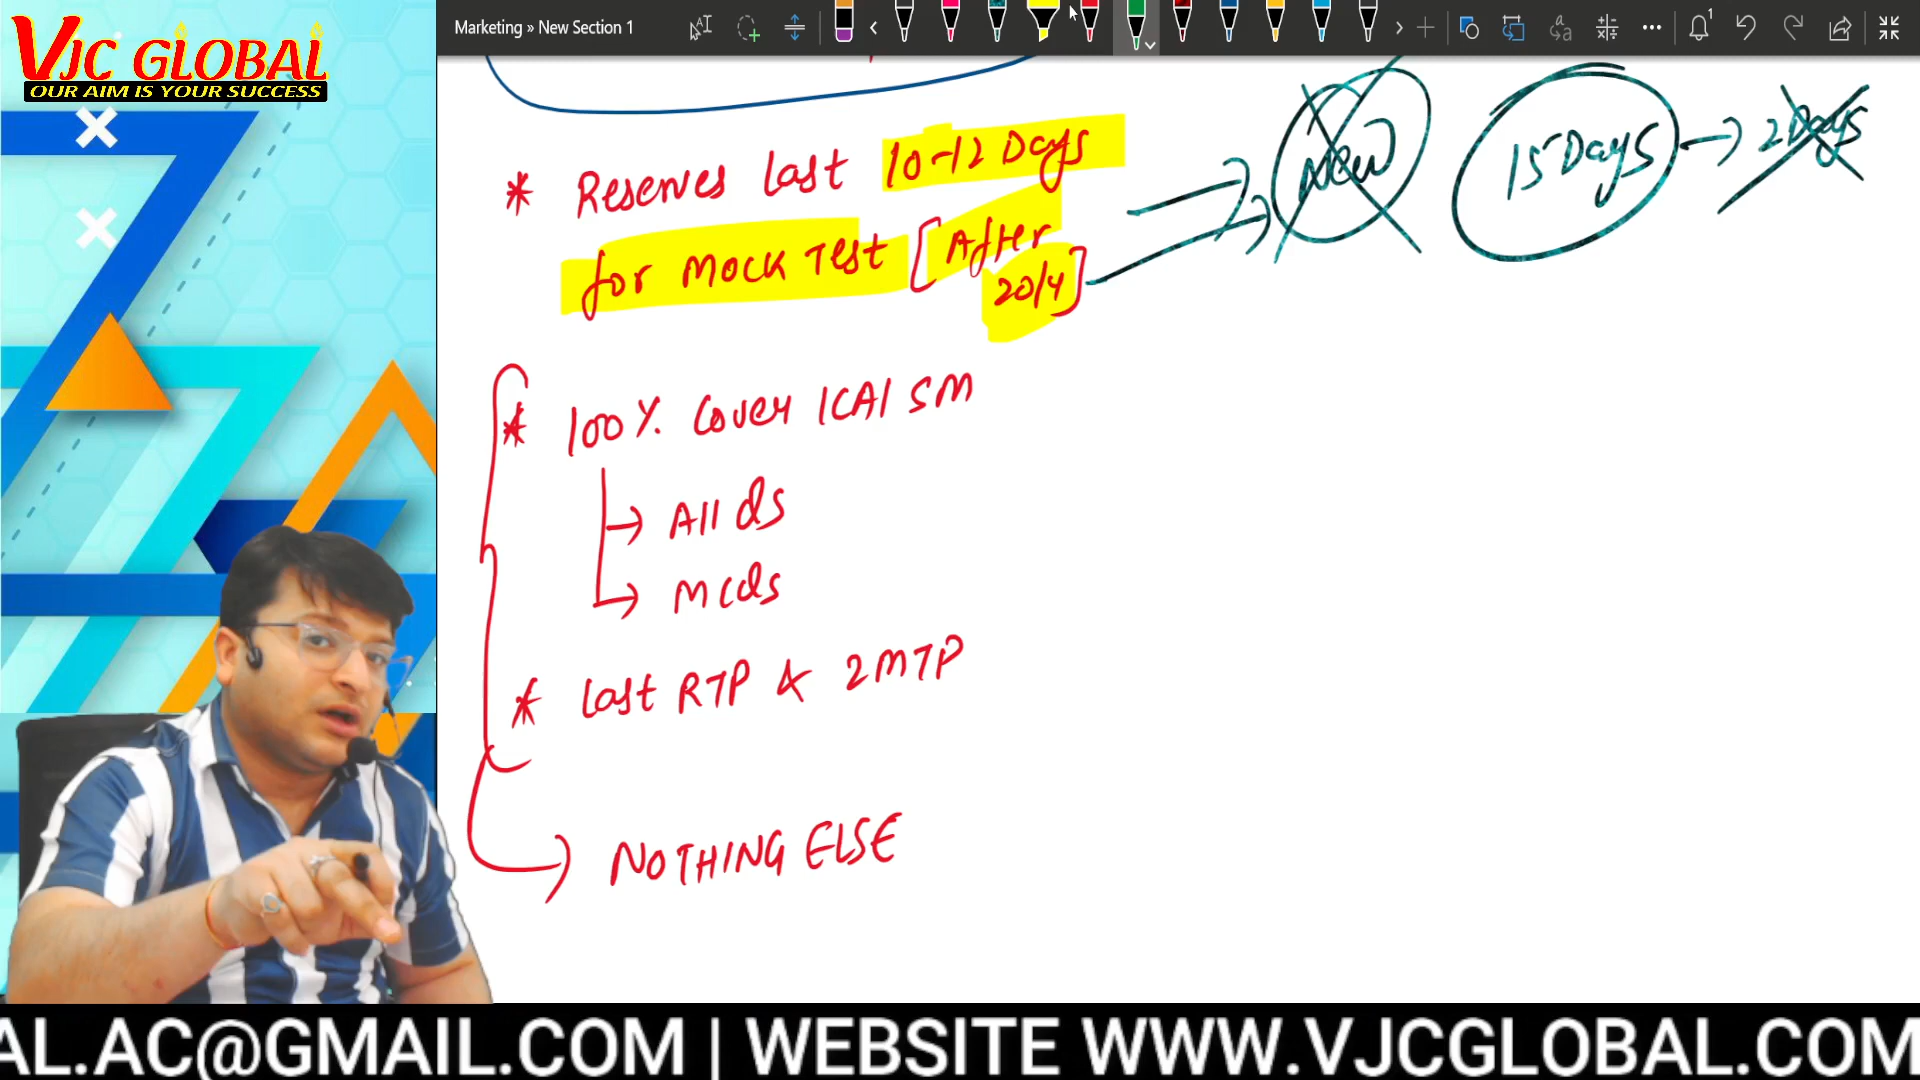 VJC GLOBAL
OUR AIM IS YOUR SUCCESS
Marketing » New Section 1
* Reserves last 10-12 Days
for Mock Test [After
20/4]
New
15 Days → 2 Days
* 100% Cover ICAI SM
→ All Qs
→ MCQs
* last RTP & 2 MTP
→ NOTHING ELSE
AL.AC@GMAIL.COM | WEBSITE WWW.VJCGLOBAL.COM